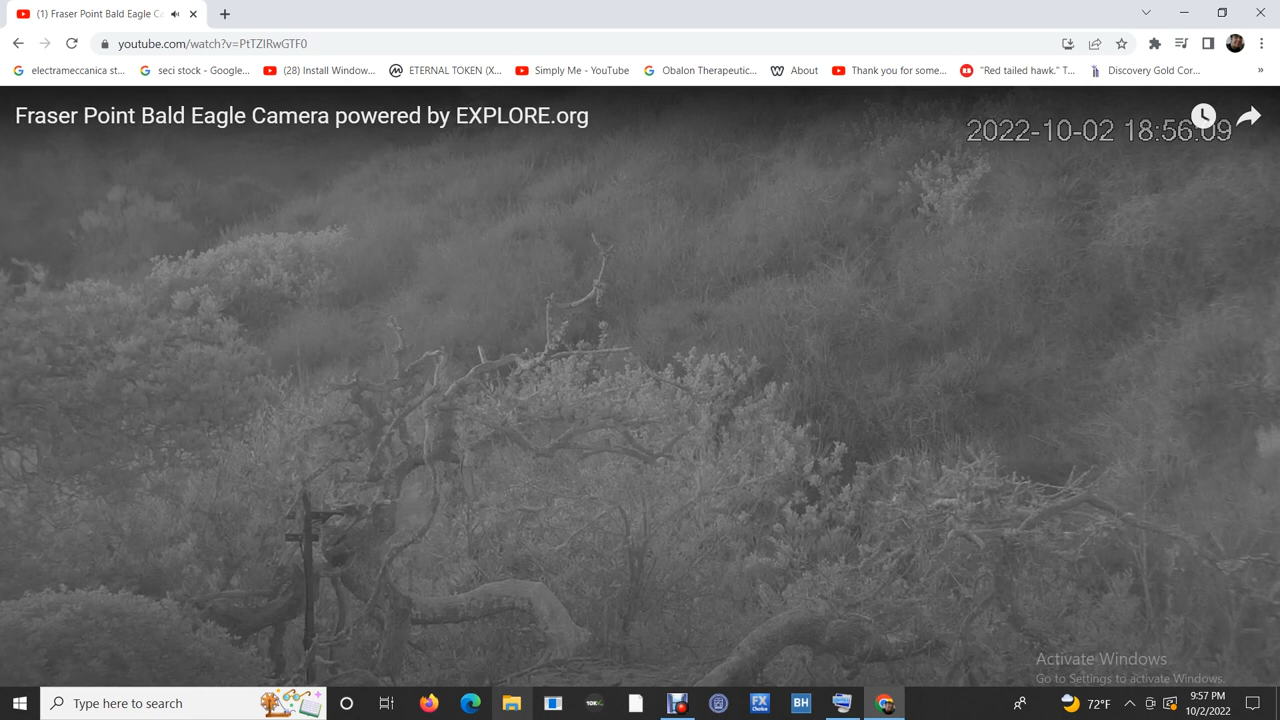 (1) Fraser Point Bald Eagle Ca
youtube.com/watch?v=PtTZIRwGTF0
electrameccanica st...
seci stock - Google...
(28) Install Window...
ETERNAL TOKEN (X...
Simply Me - YouTube
Obalon Therapeutic...
About
Thank you for some...
"Red tailed hawk." T...
Discovery Gold Cor...
»
Fraser Point Bald Eagle Camera powered by EXPLORE.org
2022-10-02 18:56:09
Activate Windows
Go to Settings to activate Windows.
Type here to search
10K
FX
Choice
BH
72°F
9:57 PM
10/2/2022